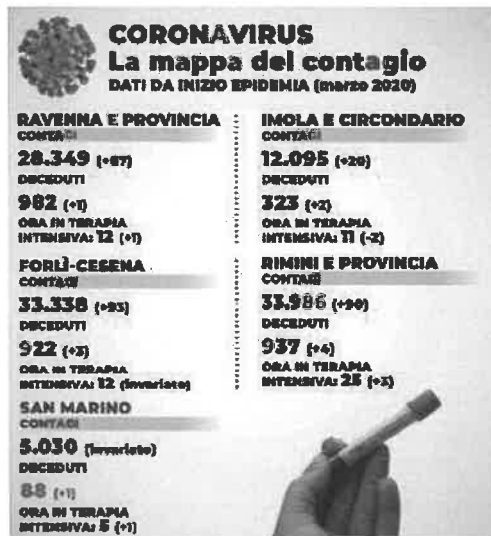 CORONAVIRUS
La mappa del contagio
DATI DA INIZIO EPIDEMIA (marzo 2020)
RAVENNA E PROVINCIA
CONTAGI
28.349 (+87)
DECEDUTI
982 (+1)
ORA IN TERAPIA
INTENSIVA: 12 (+1)
FORLÌ-CESENA
CONTAGI
33.338 (+93)
DECEDUTI
922 (+3)
ORA IN TERAPIA
INTENSIVA: 12 (invariato)
SAN MARINO
CONTAGI
5.030 (invariato)
DECEDUTI
88 (+1)
ORA IN TERAPIA
INTENSIVA: 5 (+1)
IMOLA E CIRCONDARIO
CONTAGI
12.095 (+20)
DECEDUTI
323 (+2)
ORA IN TERAPIA
INTENSIVA: 11 (-2)
RIMINI E PROVINCIA
CONTAGI
33.986 (+90)
DECEDUTI
937 (+4)
ORA IN TERAPIA
INTENSIVA: 25 (+3)